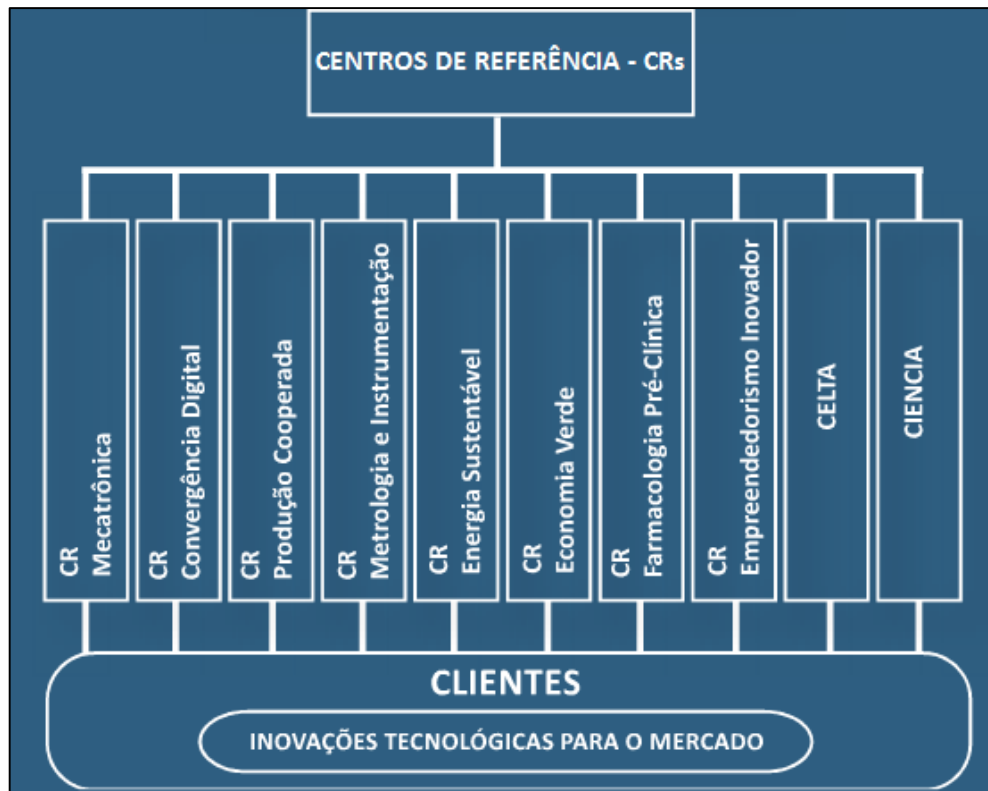 CENTROS DE REFERÊNCIA - CRs
CR
Mecatrônica
CR
Convergência Digital
CR
Produção Cooperada
CR
Metrologia e Instrumentação
CR
Energia Sustentável
CR
Economia Verde
CR
Farmacologia Pré-Clínica
CR
Empreendedorismo Inovador
CELTA
CIENCIA
CLIENTES
INOVAÇÕES TECNOLÓGICAS PARA O MERCADO